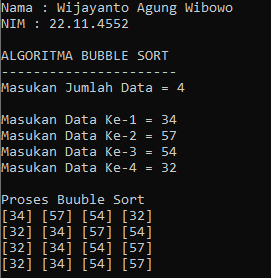 Nama : Wijayanto Agung Wibowo
NIM : 22.11.4552
ALGORITMA BUBBLE SORT
----------------------
Masukan Jumlah Data = 4
Masukan Data Ke-1 = 34
Masukan Data Ke-2 = 57
Masukan Data Ke-3 = 54
Masukan Data Ke-4 = 32
Proses Buuble Sort
[34] [57] [54] [32]
[32] [34] [57] [54]
[32] [34] [54] [57]
[32] [34] [54] [57]